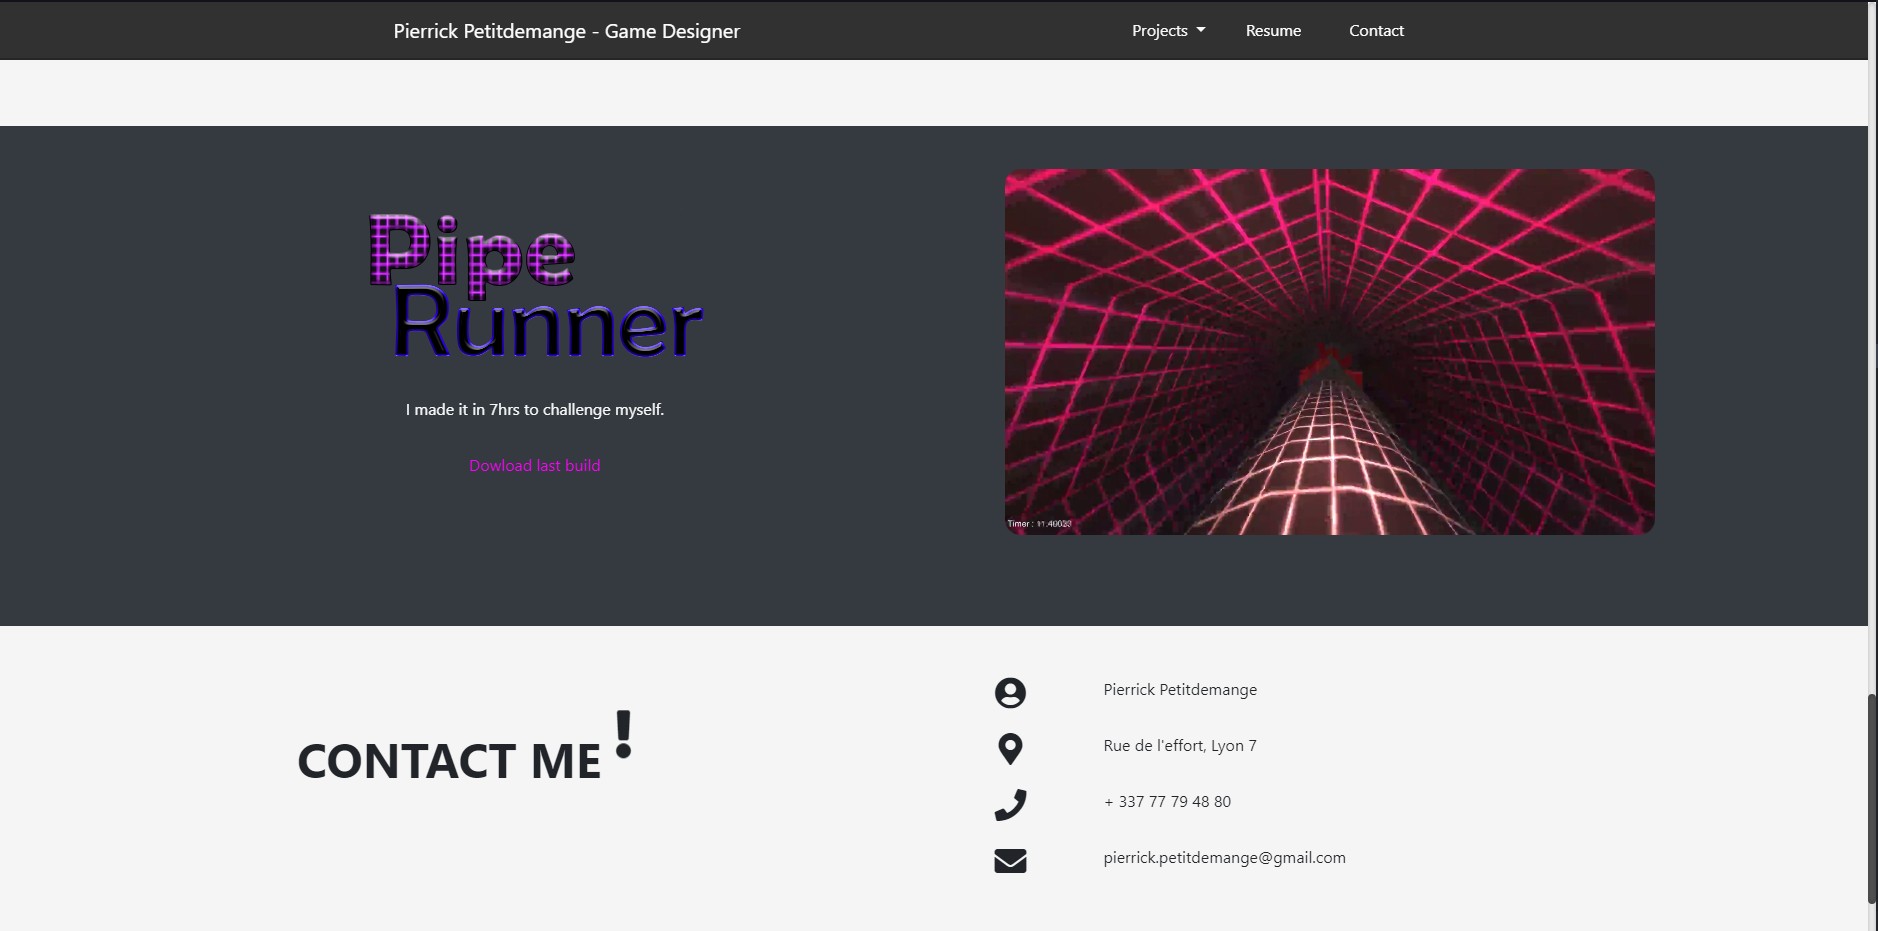 Pierrick Petitdemange - Game Designer
Projects
Resume
Contact
Pipe
Runner
I made it in 7hrs to challenge myself.
Dowload last build
Timer :
CONTACT ME!
Pierrick Petitdemange
Rue de l'effort, Lyon 7
+ 337 77 79 48 80
pierrick.petitdemange@gmail.com